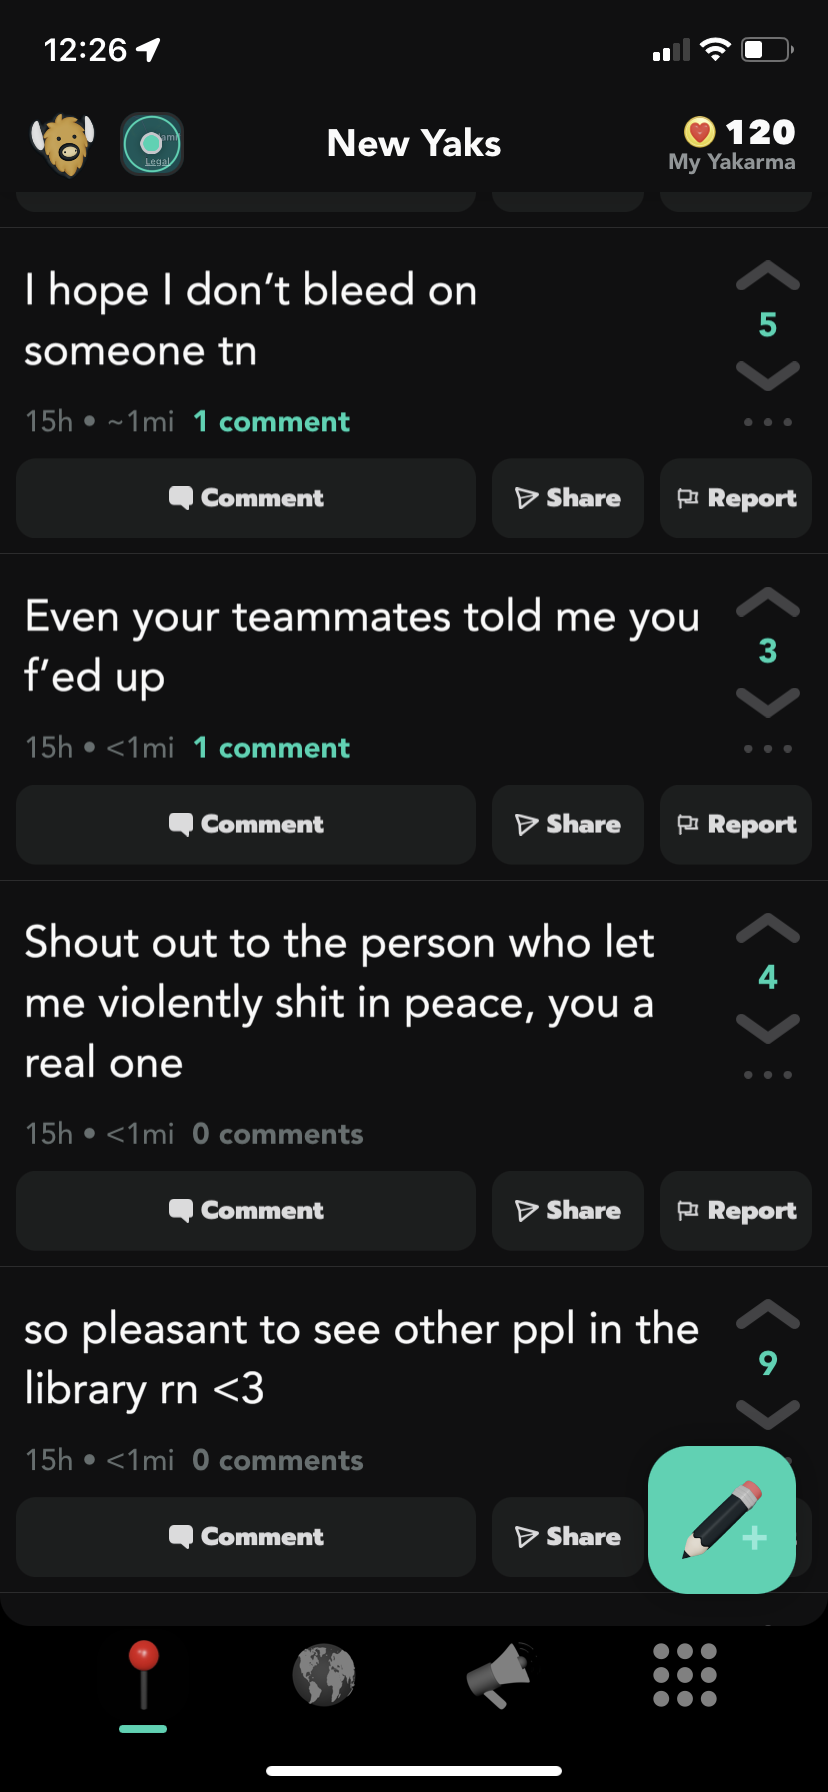 12:26
Legal
New Yaks
120
My Yakarma
I hope I don’t bleed on
someone tn
5
15h • ~1mi 1 comment
Comment Share Report
Even your teammates told me you
f’ed up
3
15h • <1mi 1 comment
Comment Share Report
Shout out to the person who let
me violently shit in peace, you a
real one
4
15h • <1mi 0 comments
Comment Share Report
so pleasant to see other ppl in the
library rn <3
9
15h • <1mi 0 comments
Comment Share